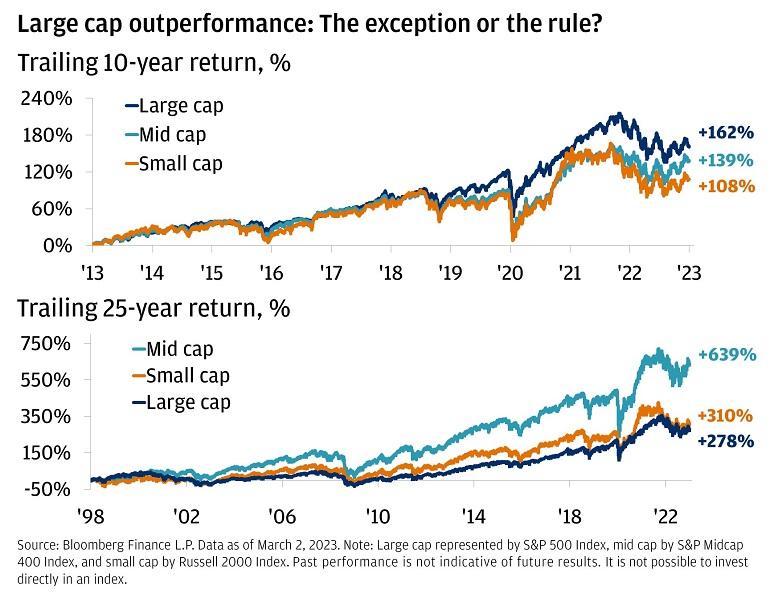 Large cap outperformance: The exception or the rule?
Trailing 10-year return, %
240%
180%
120%
60%
0%
Large cap
Mid cap
Small cap
+162%
+139%
+108%
'13 '14 '15 '16 '17 '18 '19 '20 '21 '22 '23
Trailing 25-year return, %
750%
550%
350%
150%
-50%
Mid cap
Small cap
Large cap
+639%
+310%
+278%
'98 '02 '06 '10 '14 '18 '22
Source: Bloomberg Finance L.P. Data as of March 2, 2023. Note: Large cap represented by S&P 500 Index, mid cap by S&P Midcap
400 Index, and small cap by Russell 2000 Index. Past performance is not indicative of future results. It is not possible to invest
directly in an index.